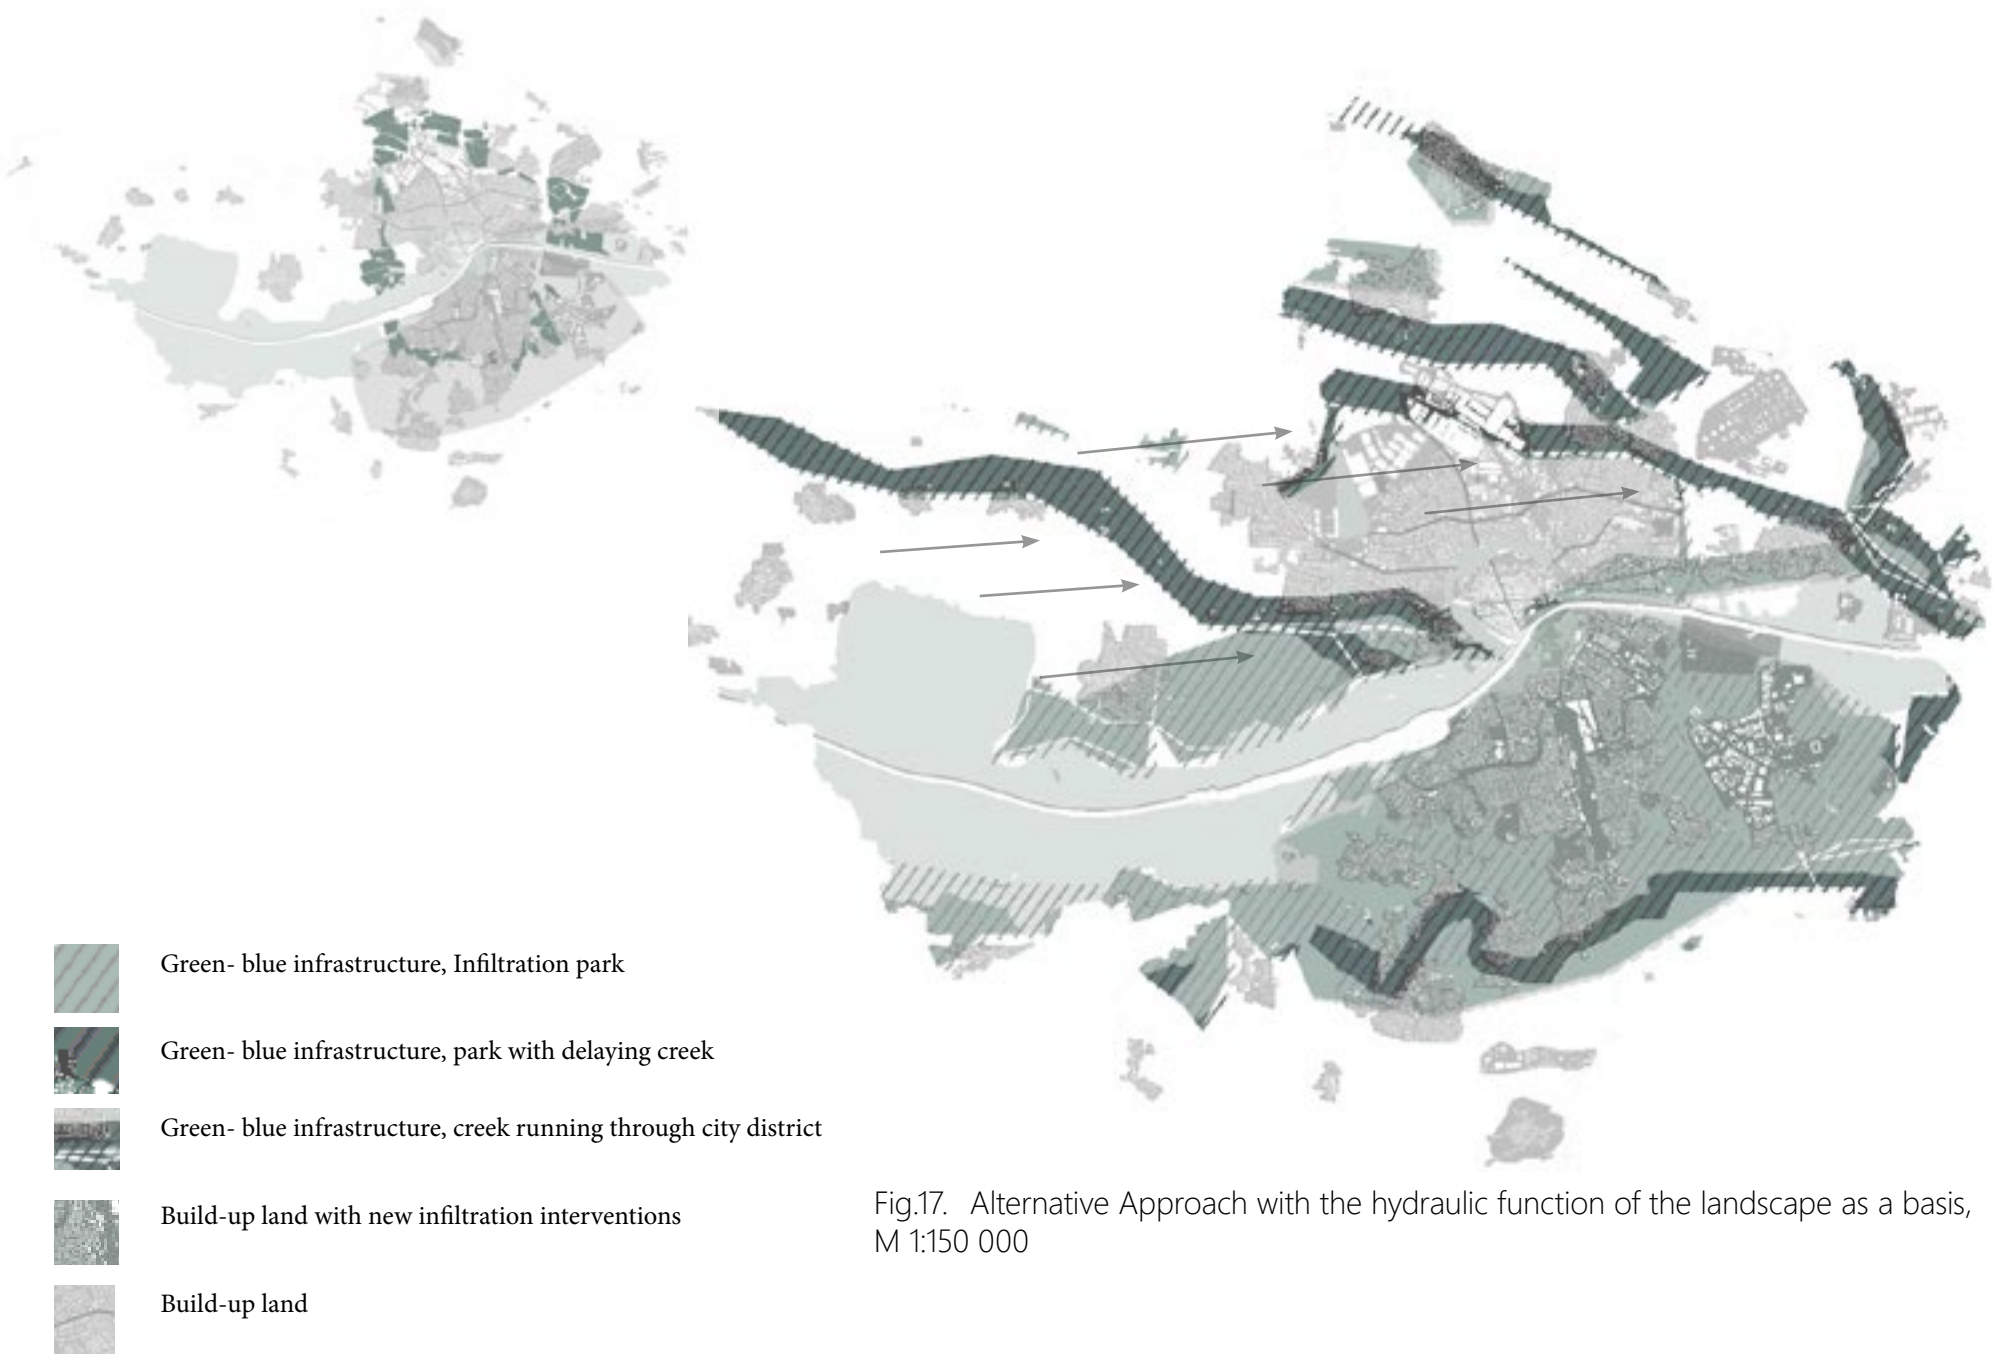 Green- blue infrastructure, Infiltration park
Green- blue infrastructure, park with delaying creek
Green- blue infrastructure, creek running through city district
Build-up land with new infiltration interventions
Build-up land
Fig.17. Alternative Approach with the hydraulic function of the landscape as a basis,
M 1:150 000